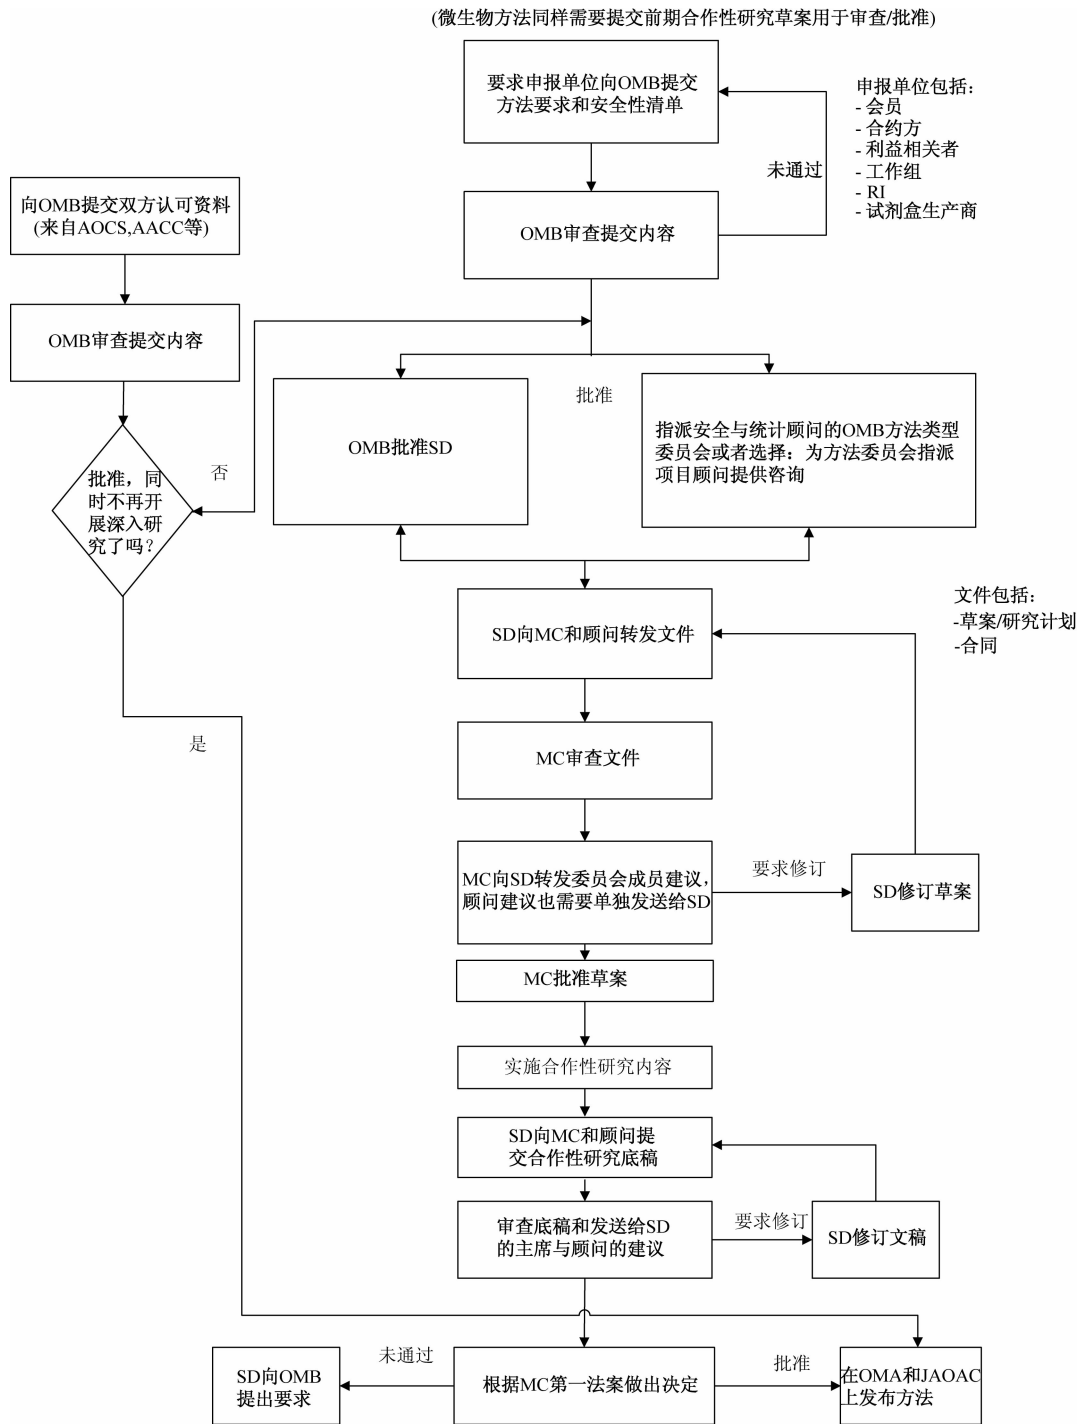 (微生物方法同样需要提交前期合作性研究草案用于审查/批准)
要求申报单位向OMB提交
方法要求和安全性清单
申报单位包括:
- 会员
- 合约方
- 利益相关者
- 工作组
- RI
- 试剂盒生产商
未通过
向OMB提交双方认可资料
(来自AOCS,AACC等)
OMB审查提交内容
OMB审查提交内容
批准
OMB批准SD
指派安全与统计顾问的OMB方法类型
委员会或者选择：为方法委员会指派
项目顾问提供咨询
否
批准，同
时不再开
展深入研
究了吗？
SD向MC和顾问转发文件
文件包括:
-草案/研究计划
-合同
是
MC审查文件
MC向SD转发委员会成员建议,
顾问建议也需要单独发送给SD
要求修订
SD修订草案
MC批准草案
实施合作性研究内容
SD向MC和顾问提
交合作性研究底稿
审查底稿和发送给SD
的主席与顾问的建议
要求修订
SD修订文稿
SD向OMB
提出要求
未通过
根据MC第一法案做出决定
批准
在OMA和JAOAC
上发布方法